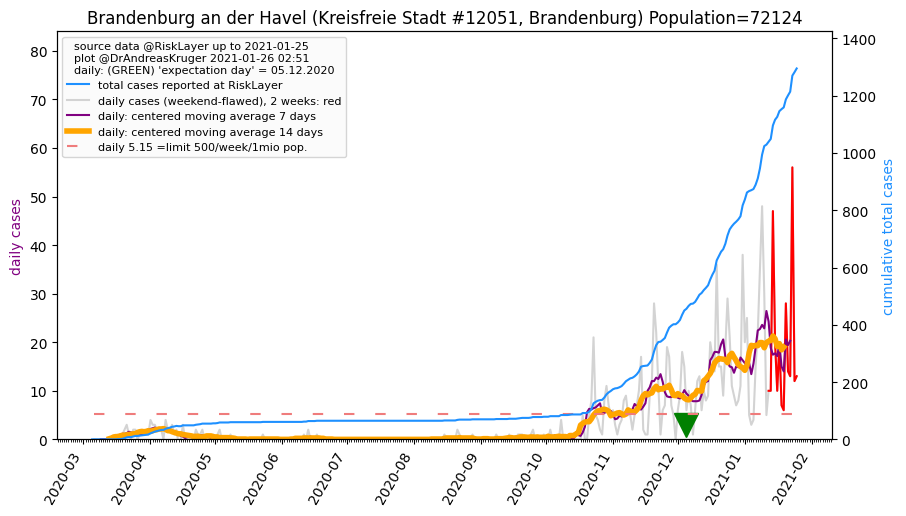 Brandenburg an der Havel (Kreisfreie Stadt #12051, Brandenburg) Population=72124
source data @RiskLayer up to 2021-01-25
plot @DrAndreasKruger 2021-01-26 02:51
daily: (GREEN) 'expectation day' = 05.12.2020
total cases reported at RiskLayer
daily cases (weekend-flawed), 2 weeks: red
daily: centered moving average 7 days
daily: centered moving average 14 days
daily 5.15 =limit 500/week/1mio pop.
daily cases
80
70
60
50
40
30
20
10
0
cumulative total cases
1400
1200
1000
800
600
400
200
0
2020-03
2020-04
2020-05
2020-06
2020-07
2020-08
2020-09
2020-10
2020-11
2020-12
2021-01
2021-02